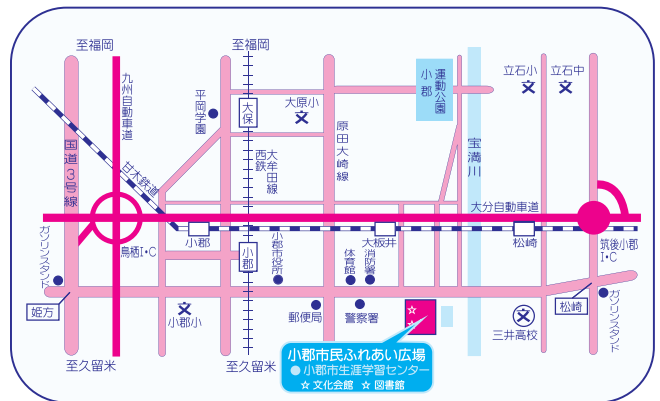 至福岡
至福岡
九州自動車道
平岡学園
大保
大原小
運動公園
小郡
立石小
立石中
国道3号線
甘木鉄道
西鉄
大牟田線
原田大崎線
宝満川
大分自動車道
ガソリンスタンド
鳥栖I・C
小郡
小郡
小郡市役所
大板井
体育館
消防署
松崎
筑後小郡
I・C
姫方
小郡小
郵便局
警察署
☆
☆
三井高校
松崎
ガソリンスタンド
至久留米
至久留米
小郡市民ふれあい広場
小郡市生涯学習センター
☆文化会館 ☆図書館